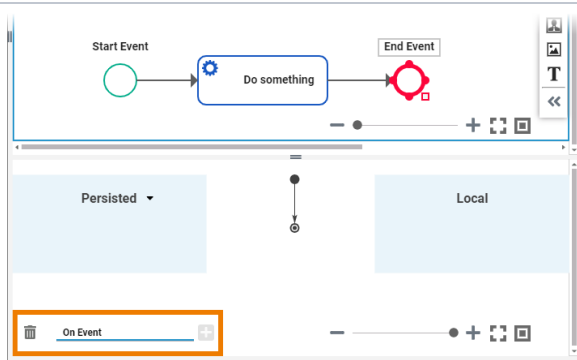 Start Event
End Event
Do something
T
Persisted
Local
On Event